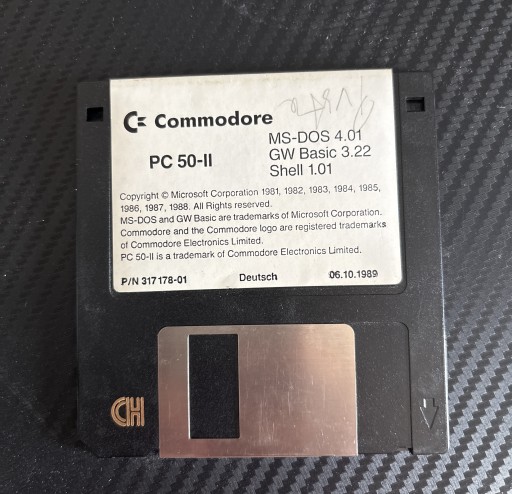 Commodore
PC 50-II
MS-DOS 4.01
GW Basic 3.22
Shell 1.01
Copyright © Microsoft Corporation 1981, 1982, 1983, 1984, 1985,
1986, 1987, 1988. All Rights reserved.
MS-DOS and GW Basic are trademarks of Microsoft Corporation.
Commodore and the Commodore logo are registered trademarks
of Commodore Electronics Limited.
PC 50-II is a trademark of Commodore Electronics Limited.
P/N 317178-01 Deutsch 06.10.1989